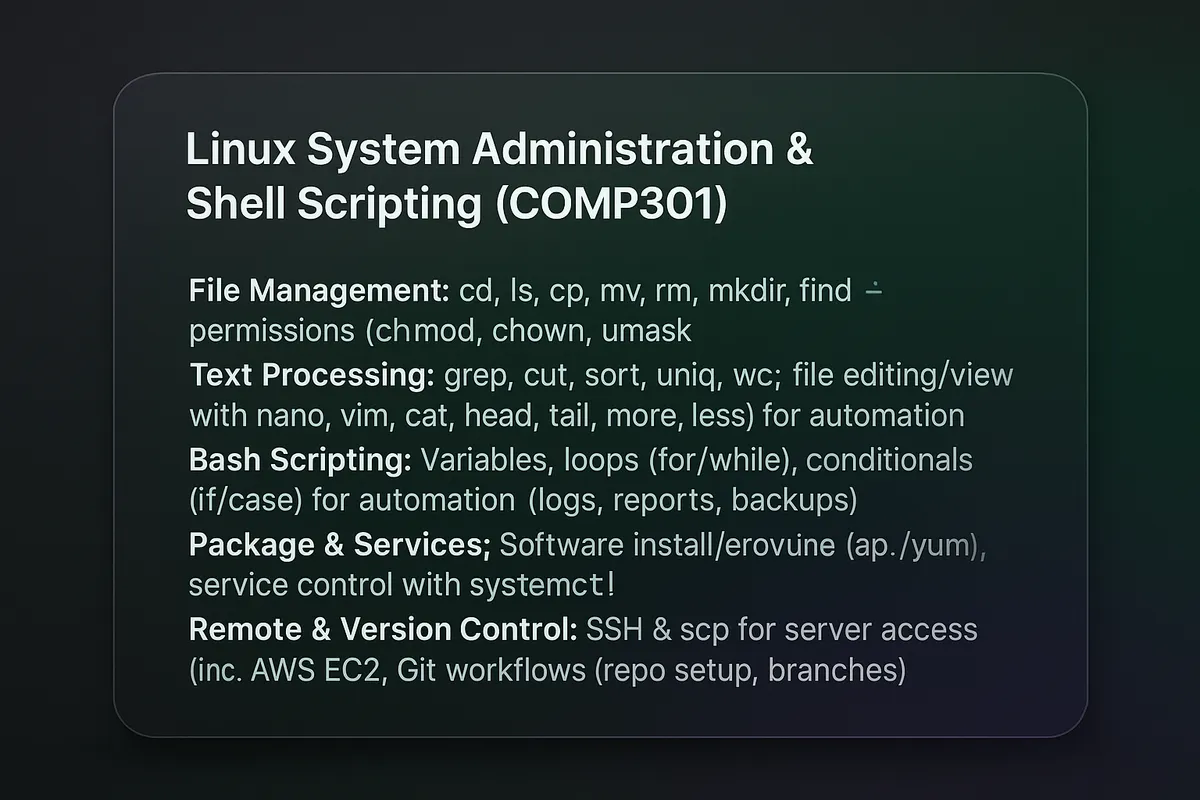 Linux System Administration &
Shell Scripting (COMP301)
File Management: cd, ls, cp, mv, rm, mkdir, find
permissions (chmod, chown, umask
Text Processing: grep, cut, sort, uniq, wc; file editing/view
with nano, vim, cat, head, tail, more, less) for automation
Bash Scripting: Variables, loops (for/while), conditionals
(if/case) for automation (logs, reports, backups)
Package & Services; Software install/erovune (ap./yum),
service control with systemct!
Remote & Version Control: SSH & scp for server access
(inc. AWS EC2, Git workflows (repo setup, branches)